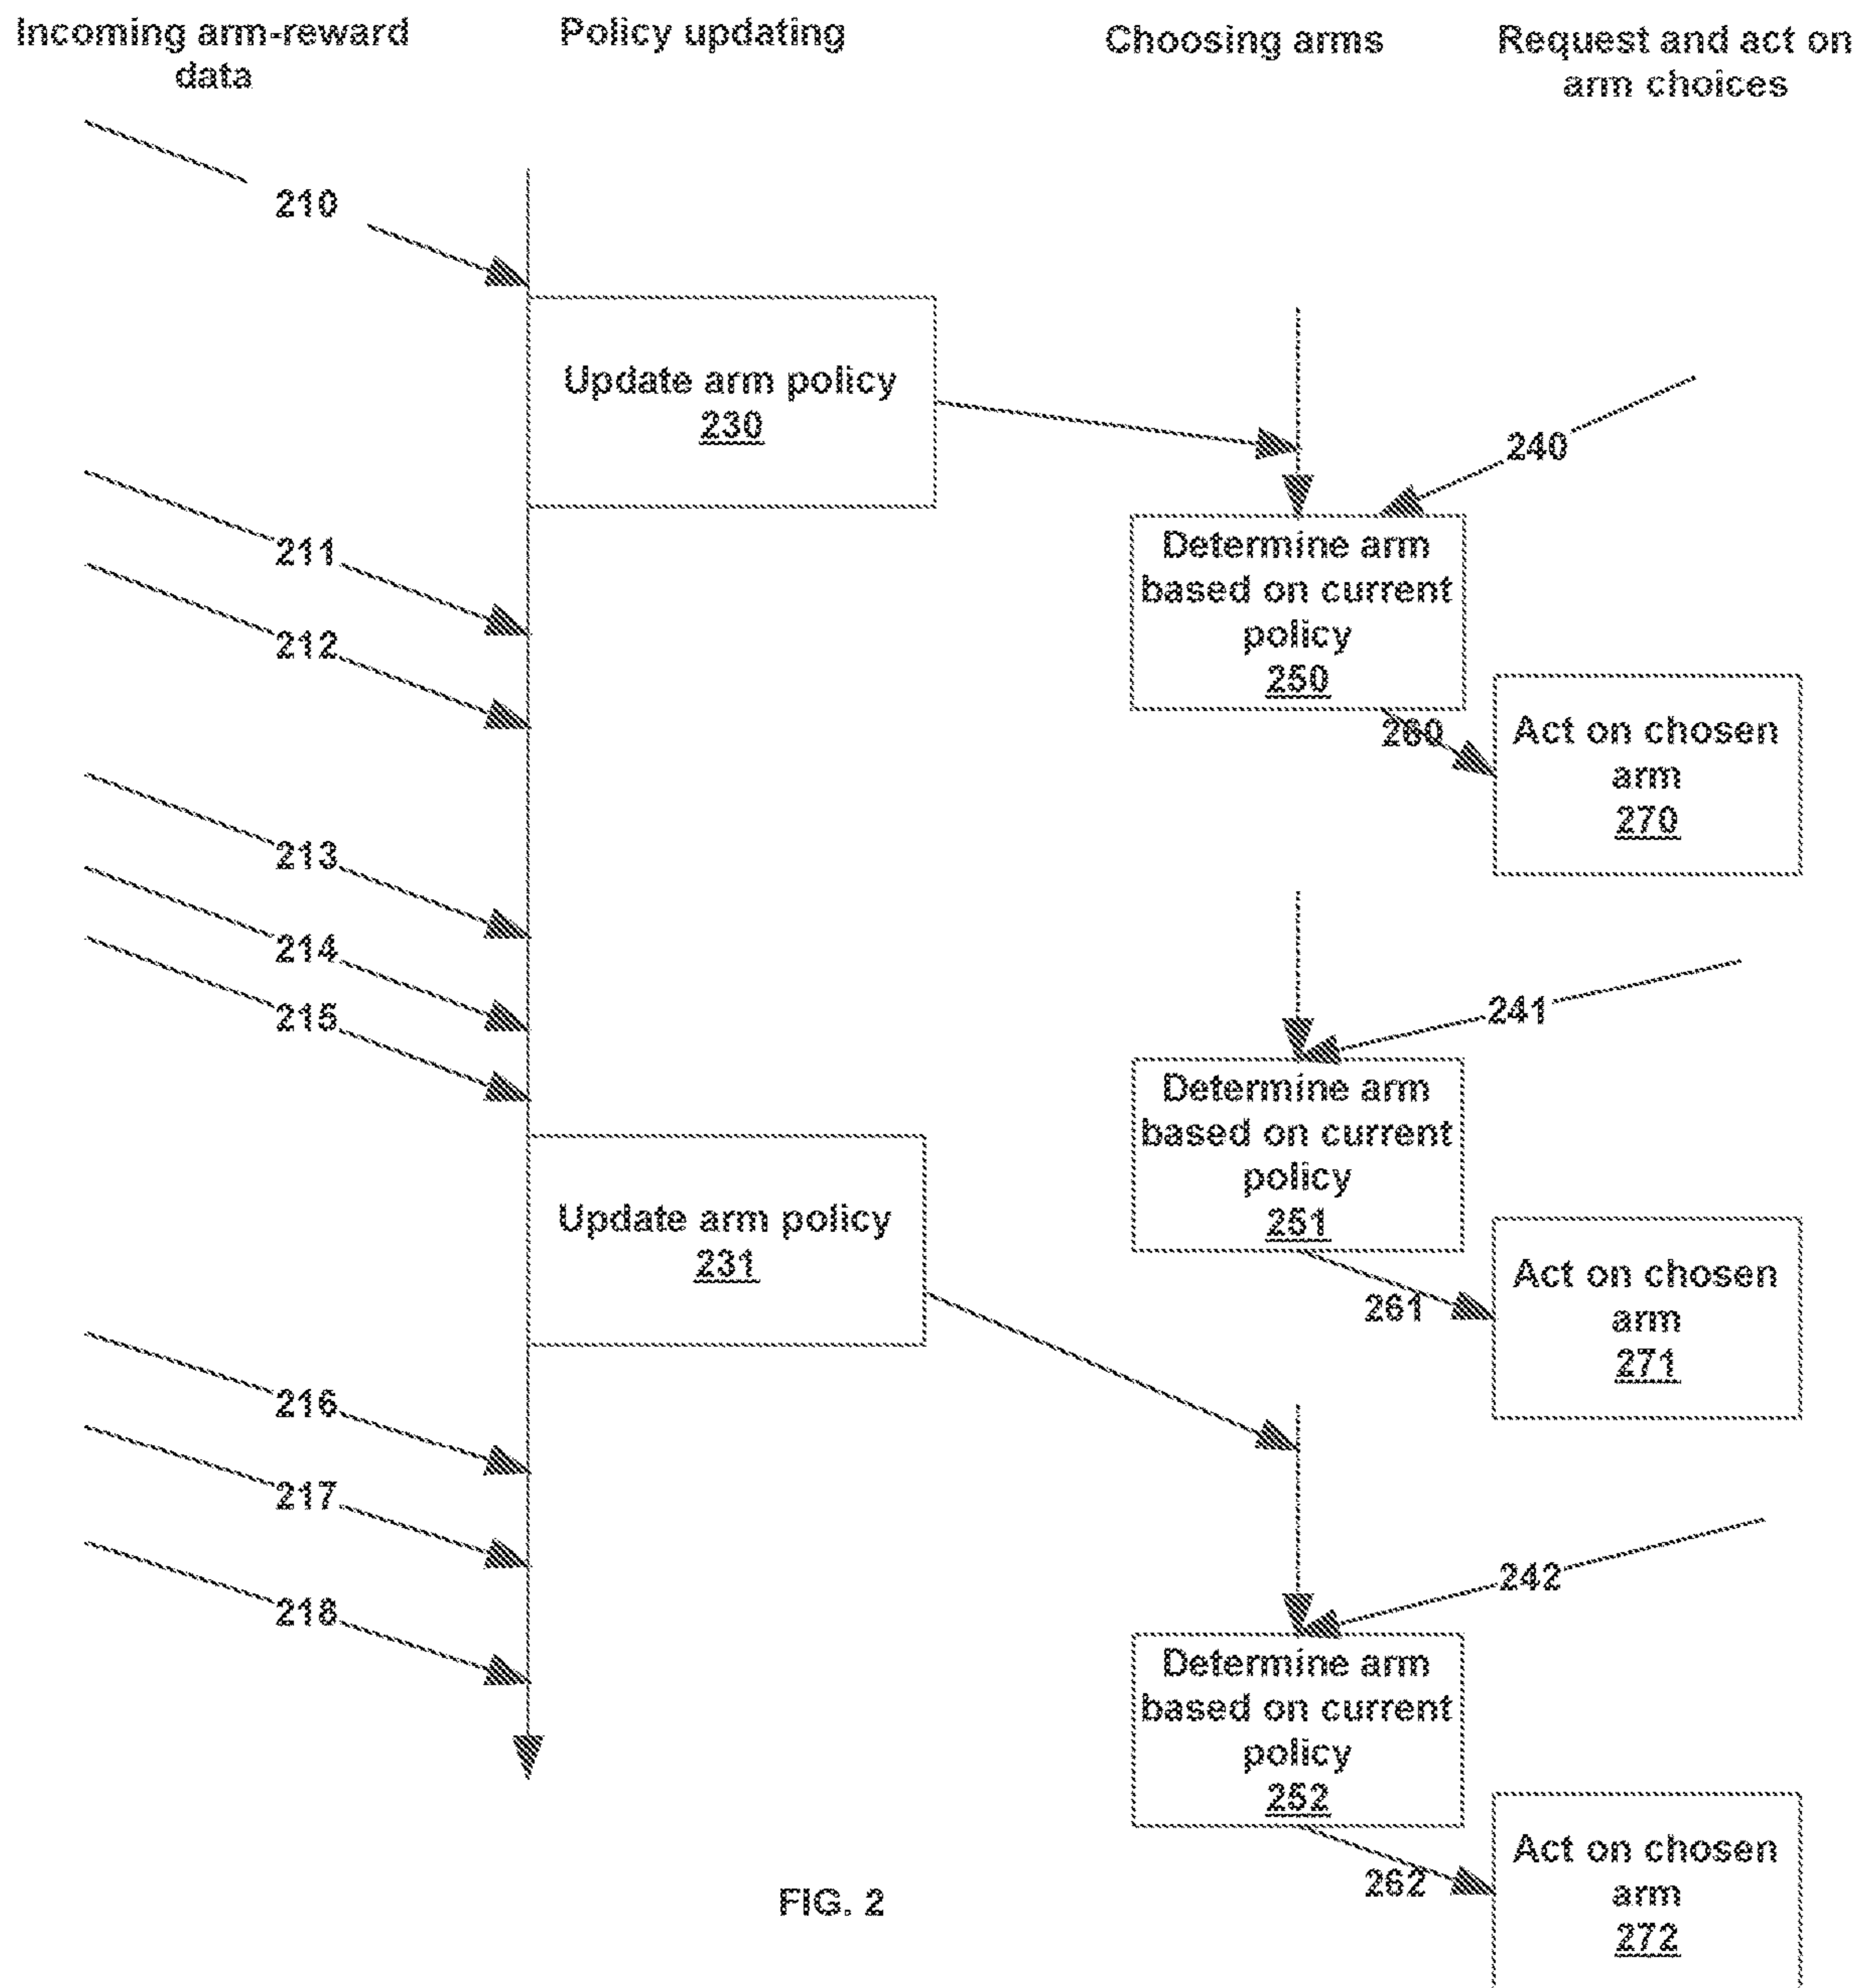 Incoming arm-reward
data
Policy updating
Choosing arms
Request and act on
arm choices
210
Update arm policy
230
240
211
212
Determine arm
based on current
policy
250
260
Act on chosen
arm
270
213
214
215
241
Determine arm
based on current
policy
251
Update arm policy
231
261
Act on chosen
arm
271
216
217
218
242
Determine arm
based on current
policy
252
262
Act on chosen
arm
272
FIG. 2